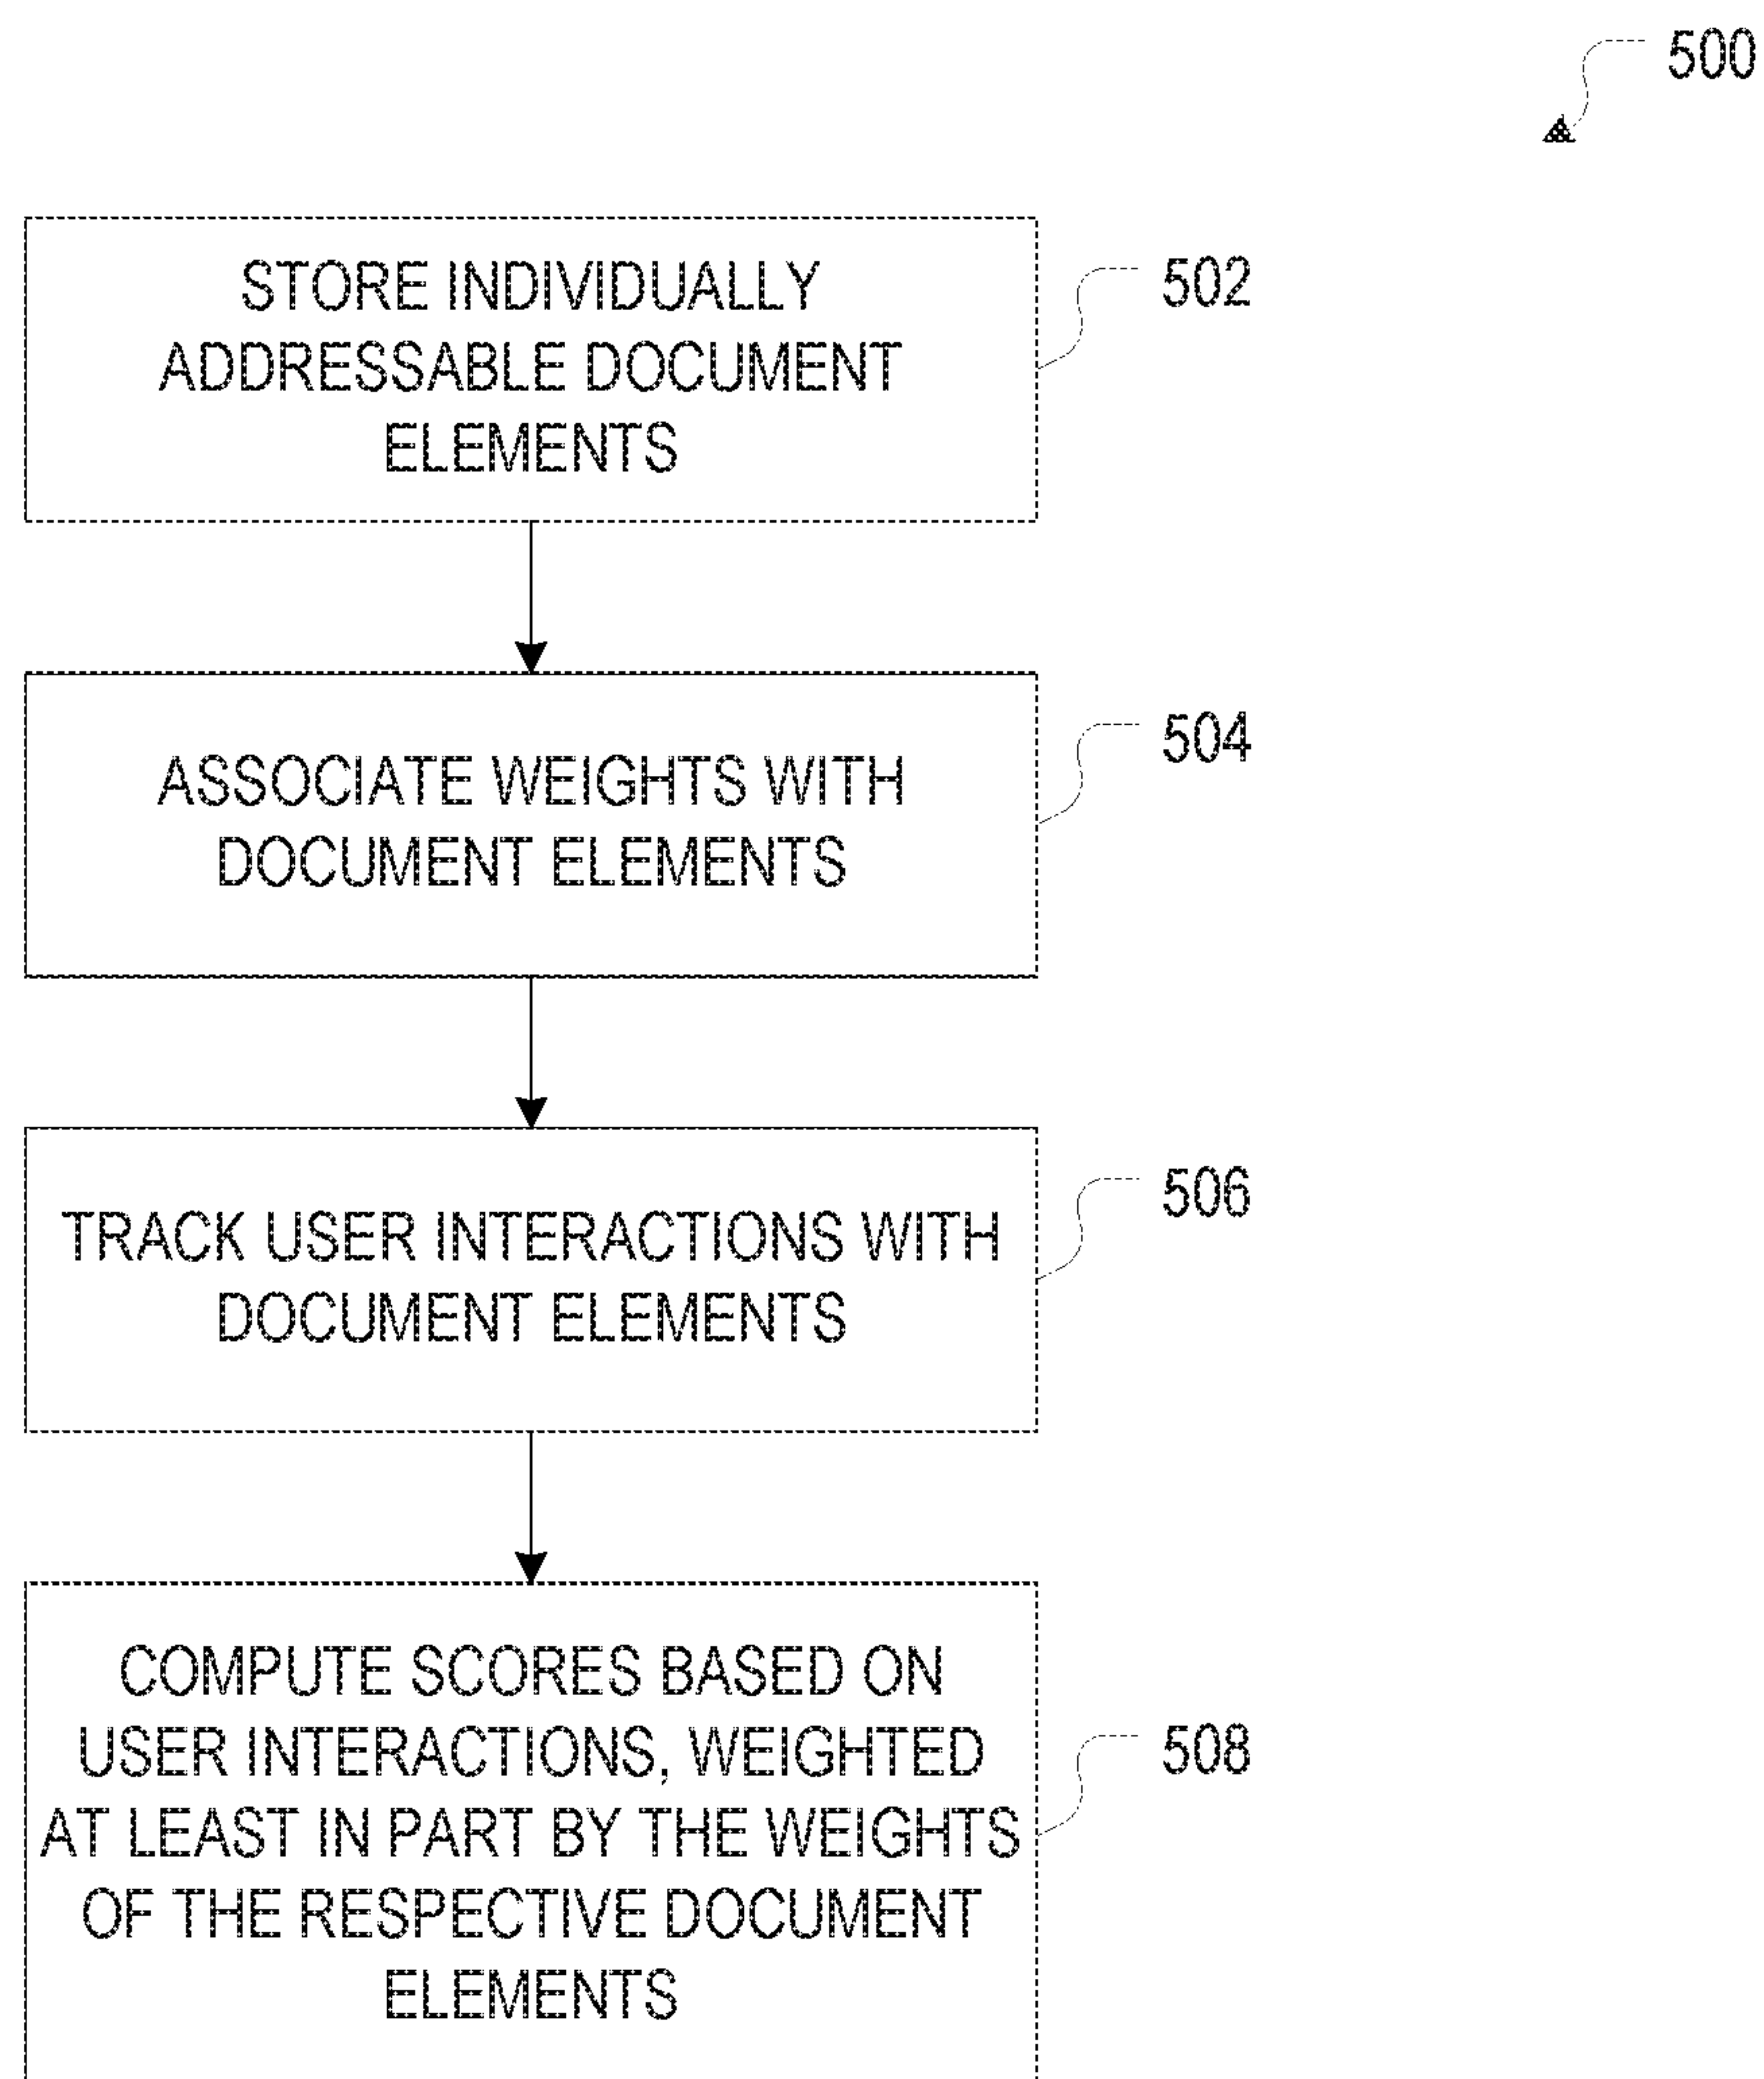 500
STORE INDIVIDUALLY
ADDRESSABLE DOCUMENT
ELEMENTS
502
ASSOCIATE WEIGHTS WITH
DOCUMENT ELEMENTS
504
TRACK USER INTERACTIONS WITH
DOCUMENT ELEMENTS
506
COMPUTE SCORES BASED ON
USER INTERACTIONS, WEIGHTED
AT LEAST IN PART BY THE WEIGHTS
OF THE RESPECTIVE DOCUMENT
ELEMENTS
508